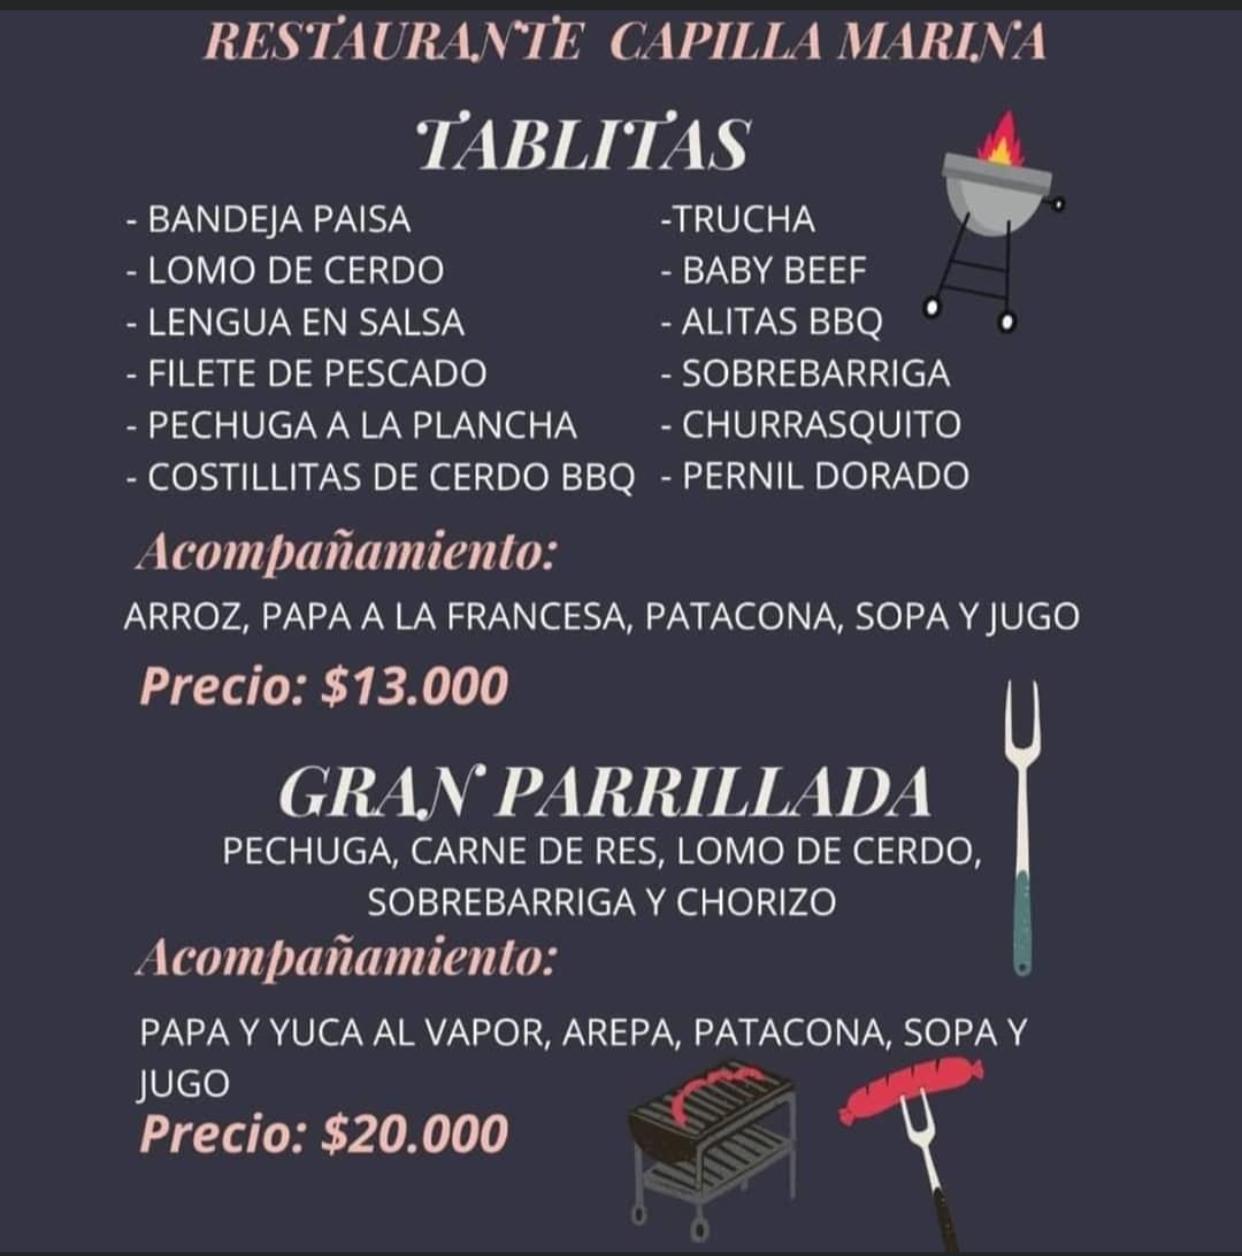 RESTAURANTE CAPILLA MARINA
TABLITAS
- BANDEJA PAISA
- LOMO DE CERDO
- LENGUA EN SALSA
- FILETE DE PESCADO
- PECHUGA A LA PLANCHA
- COSTILLITAS DE CERDO BBQ
-TRUCHA
- BABY BEEF
- ALITAS BBQ
- SOBREBARRIGA
- CHURRASQUITO
- PERNIL DORADO
Acompañamiento:
ARROZ, PAPA A LA FRANCESA, PATACONA, SOPA Y JUGO
Precio: $13.000
GRAN PARRILLADA
PECHUGA, CARNE DE RES, LOMO DE CERDO,
SOBREBARRIGA Y CHORIZO
Acompañamiento:
PAPA Y YUCA AL VAPOR, AREPA, PATACONA, SOPA Y
JUGO
Precio: $20.000